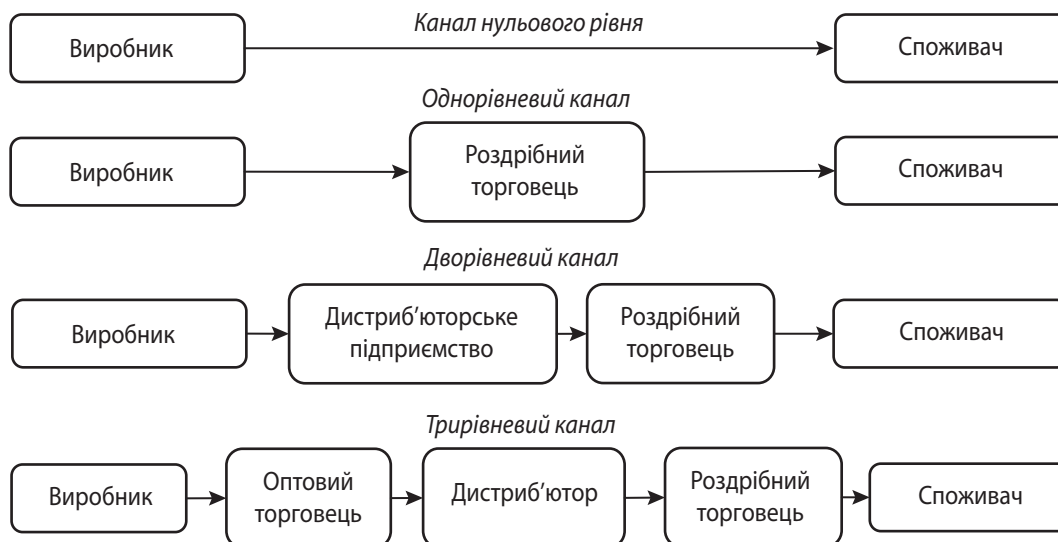 Канал нульового рівня
Виробник
Споживач
Однорівневий канал
Виробник
Роздрібний
торговець
Споживач
Дворівневий канал
Виробник
Дистриб’юторське
підприємство
Роздрібний
торговець
Споживач
Трирівневий канал
Виробник
Оптовий
торговець
Дистриб’ютор
Роздрібний
торговець
Споживач